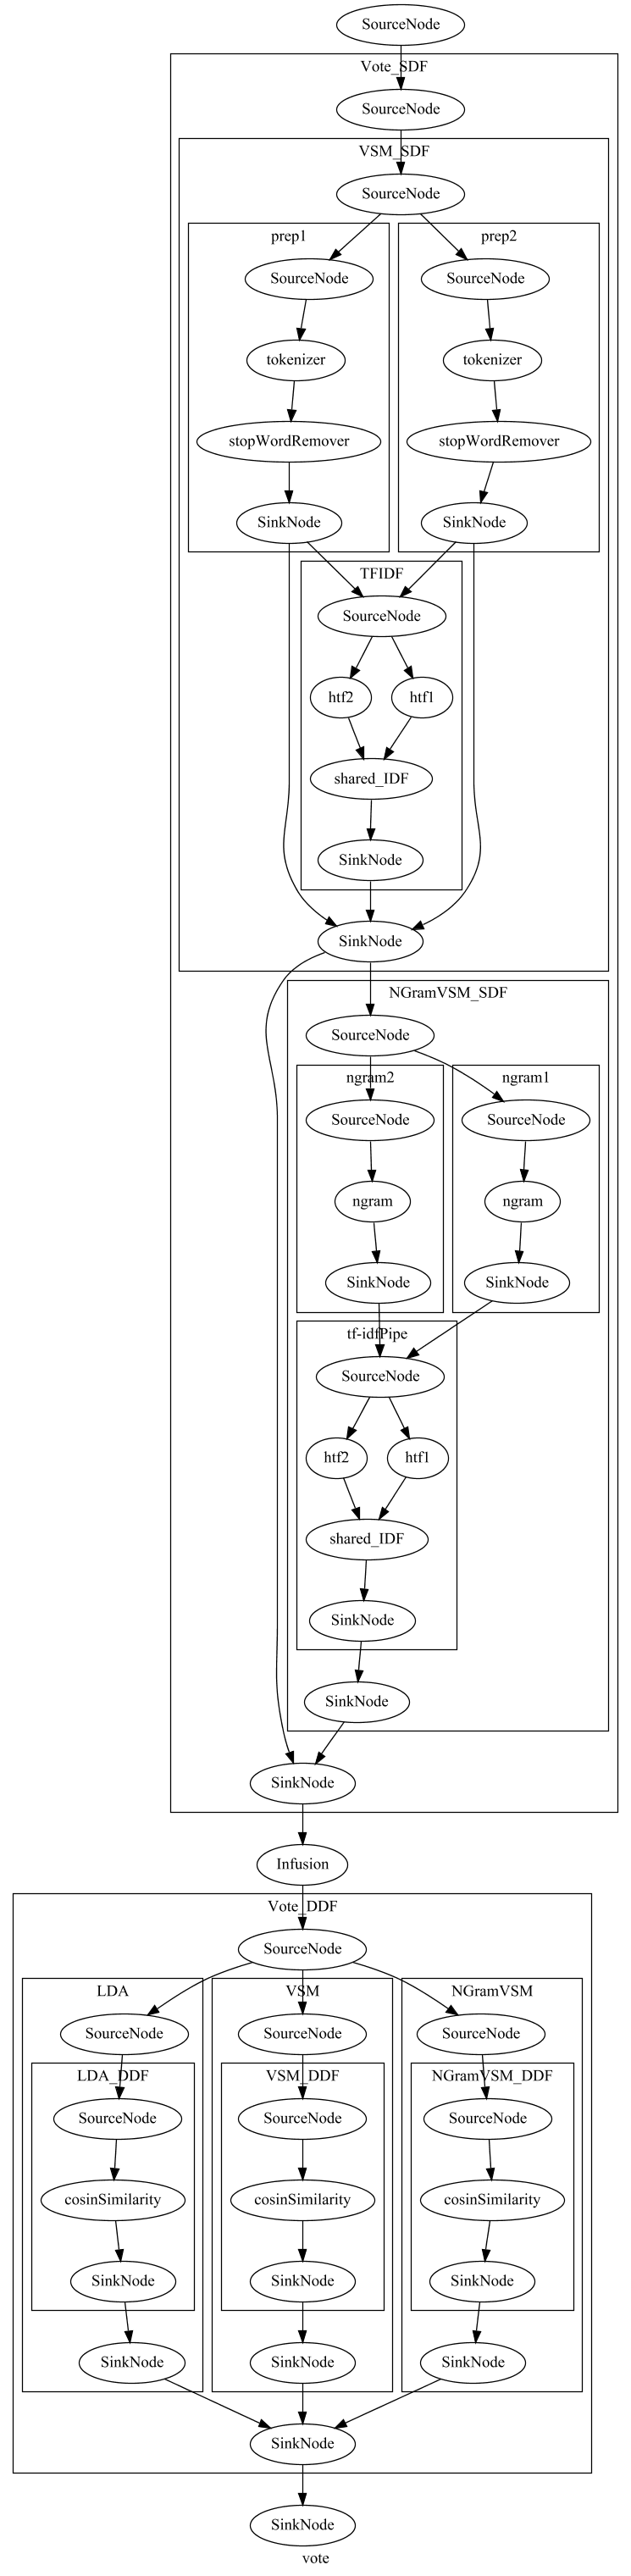 SourceNode
Vote_SDF
SourceNode
VSM_SDF
SourceNode
prep1
prep2
SourceNode
SourceNode
tokenizer
tokenizer
stopWordRemover
stopWordRemover
SinkNode
SinkNode
TFIDF
SourceNode
htf2
htf1
shared_IDF
SinkNode
SinkNode
NGramVSM_SDF
SourceNode
ngram2
ngram1
SourceNode
SourceNode
ngram
ngram
SinkNode
SinkNode
tf-idfPipe
SourceNode
htf2
htf1
shared_IDF
SinkNode
SinkNode
SinkNode
Infusion
Vote_DDF
SourceNode
LDA
VSM
NGramVSM
SourceNode
SourceNode
SourceNode
LDA_DDF
VSM_DDF
NGramVSM_DDF
SourceNode
SourceNode
SourceNode
cosinSimilarity
cosinSimilarity
cosinSimilarity
SinkNode
SinkNode
SinkNode
SinkNode
SinkNode
SinkNode
SinkNode
SinkNode
vote